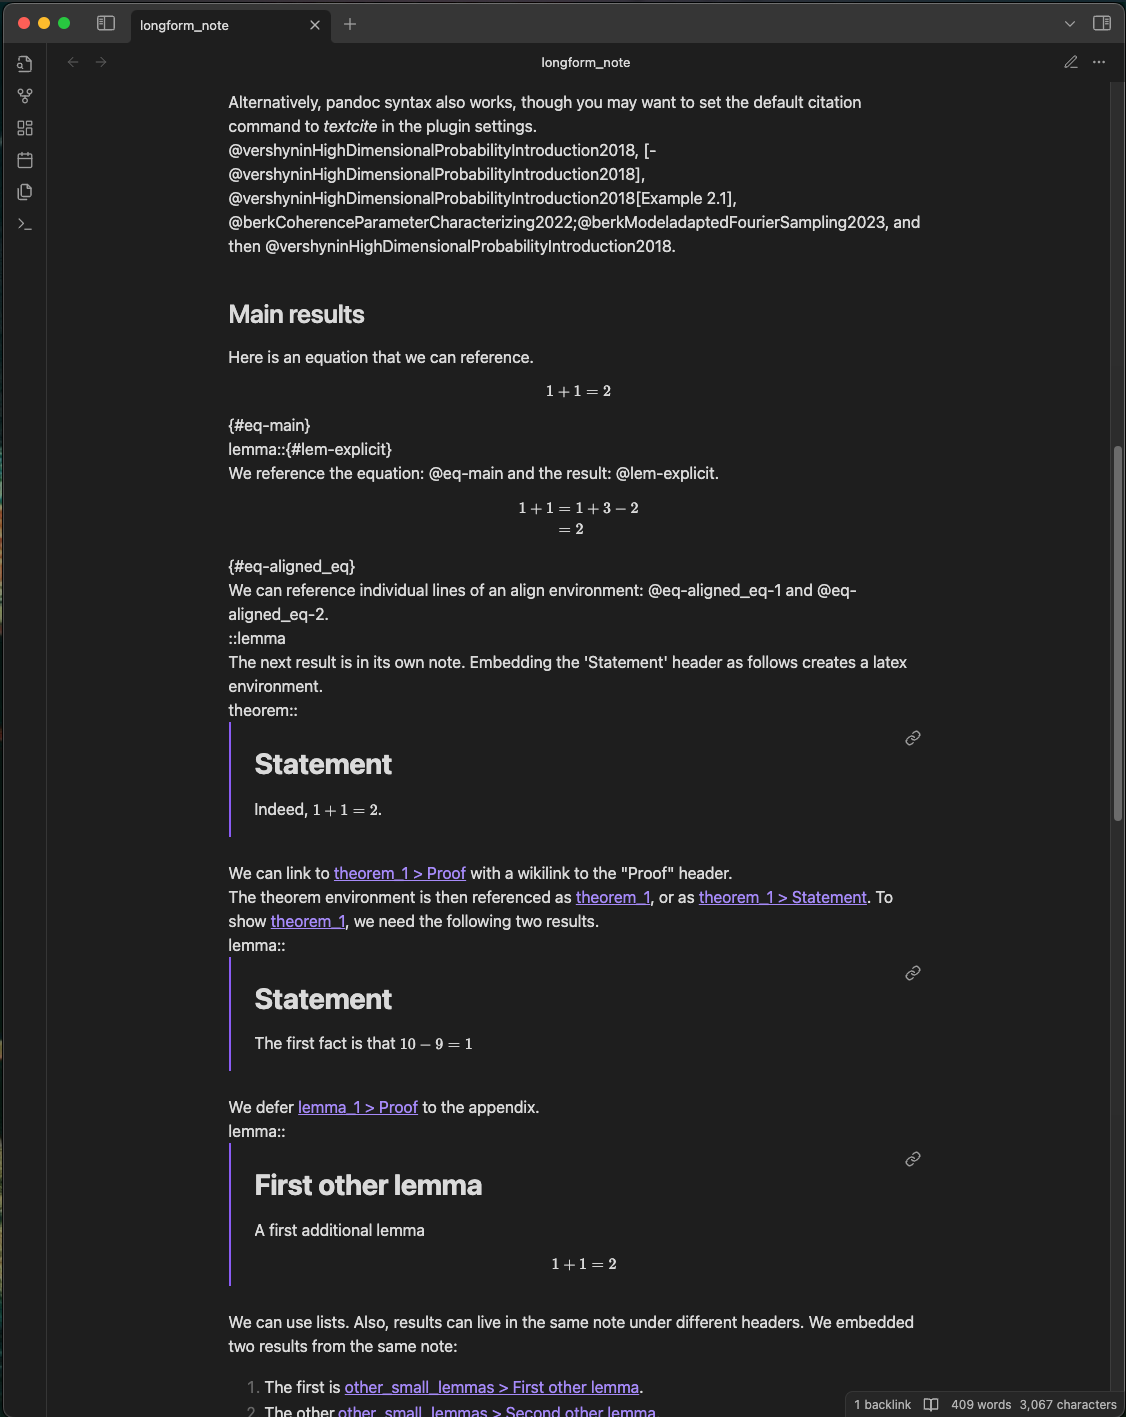 longform_note
longform_note
Alternatively, pandoc syntax also works, though you may want to set the default citation
command to textcite in the plugin settings.
@vershyninHighDimensionalProbabilityIntroduction2018, [-
@vershyninHighDimensionalProbabilityIntroduction2018],
@vershyninHighDimensionalProbabilityIntroduction2018[Example 2.1],
@berkCoherenceParameterCharacterizing2022;@berkModeladaptedFourierSampling2023, and
then @vershyninHighDimensionalProbabilityIntroduction2018.
Main results
Here is an equation that we can reference.
1 + 1 = 2
{#eq-main}
lemma::{#lem-explicit}
We reference the equation: @eq-main and the result: @lem-explicit.
1 + 1 = 1 + 3 − 2
= 2
{#eq-aligned_eq}
We can reference individual lines of an align environment: @eq-aligned_eq-1 and @eq-
aligned_eq-2.
::lemma
The next result is in its own note. Embedding the 'Statement' header as follows creates a latex
environment.
theorem::
Statement
Indeed, 1 + 1 = 2.
We can link to theorem_1 > Proof with a wikilink to the "Proof" header.
The theorem environment is then referenced as theorem_1, or as theorem_1 > Statement. To
show theorem_1, we need the following two results.
lemma::
Statement
The first fact is that 10 − 9 = 1
We defer lemma_1 > Proof to the appendix.
lemma::
First other lemma
A first additional lemma
1 + 1 = 2
We can use lists. Also, results can live in the same note under different headers. We embedded
two results from the same note:
1. The first is other_small_lemmas > First other lemma.
2. The other other_small_lemmas > Second other lemma.
1 backlink 409 words 3,067 characters